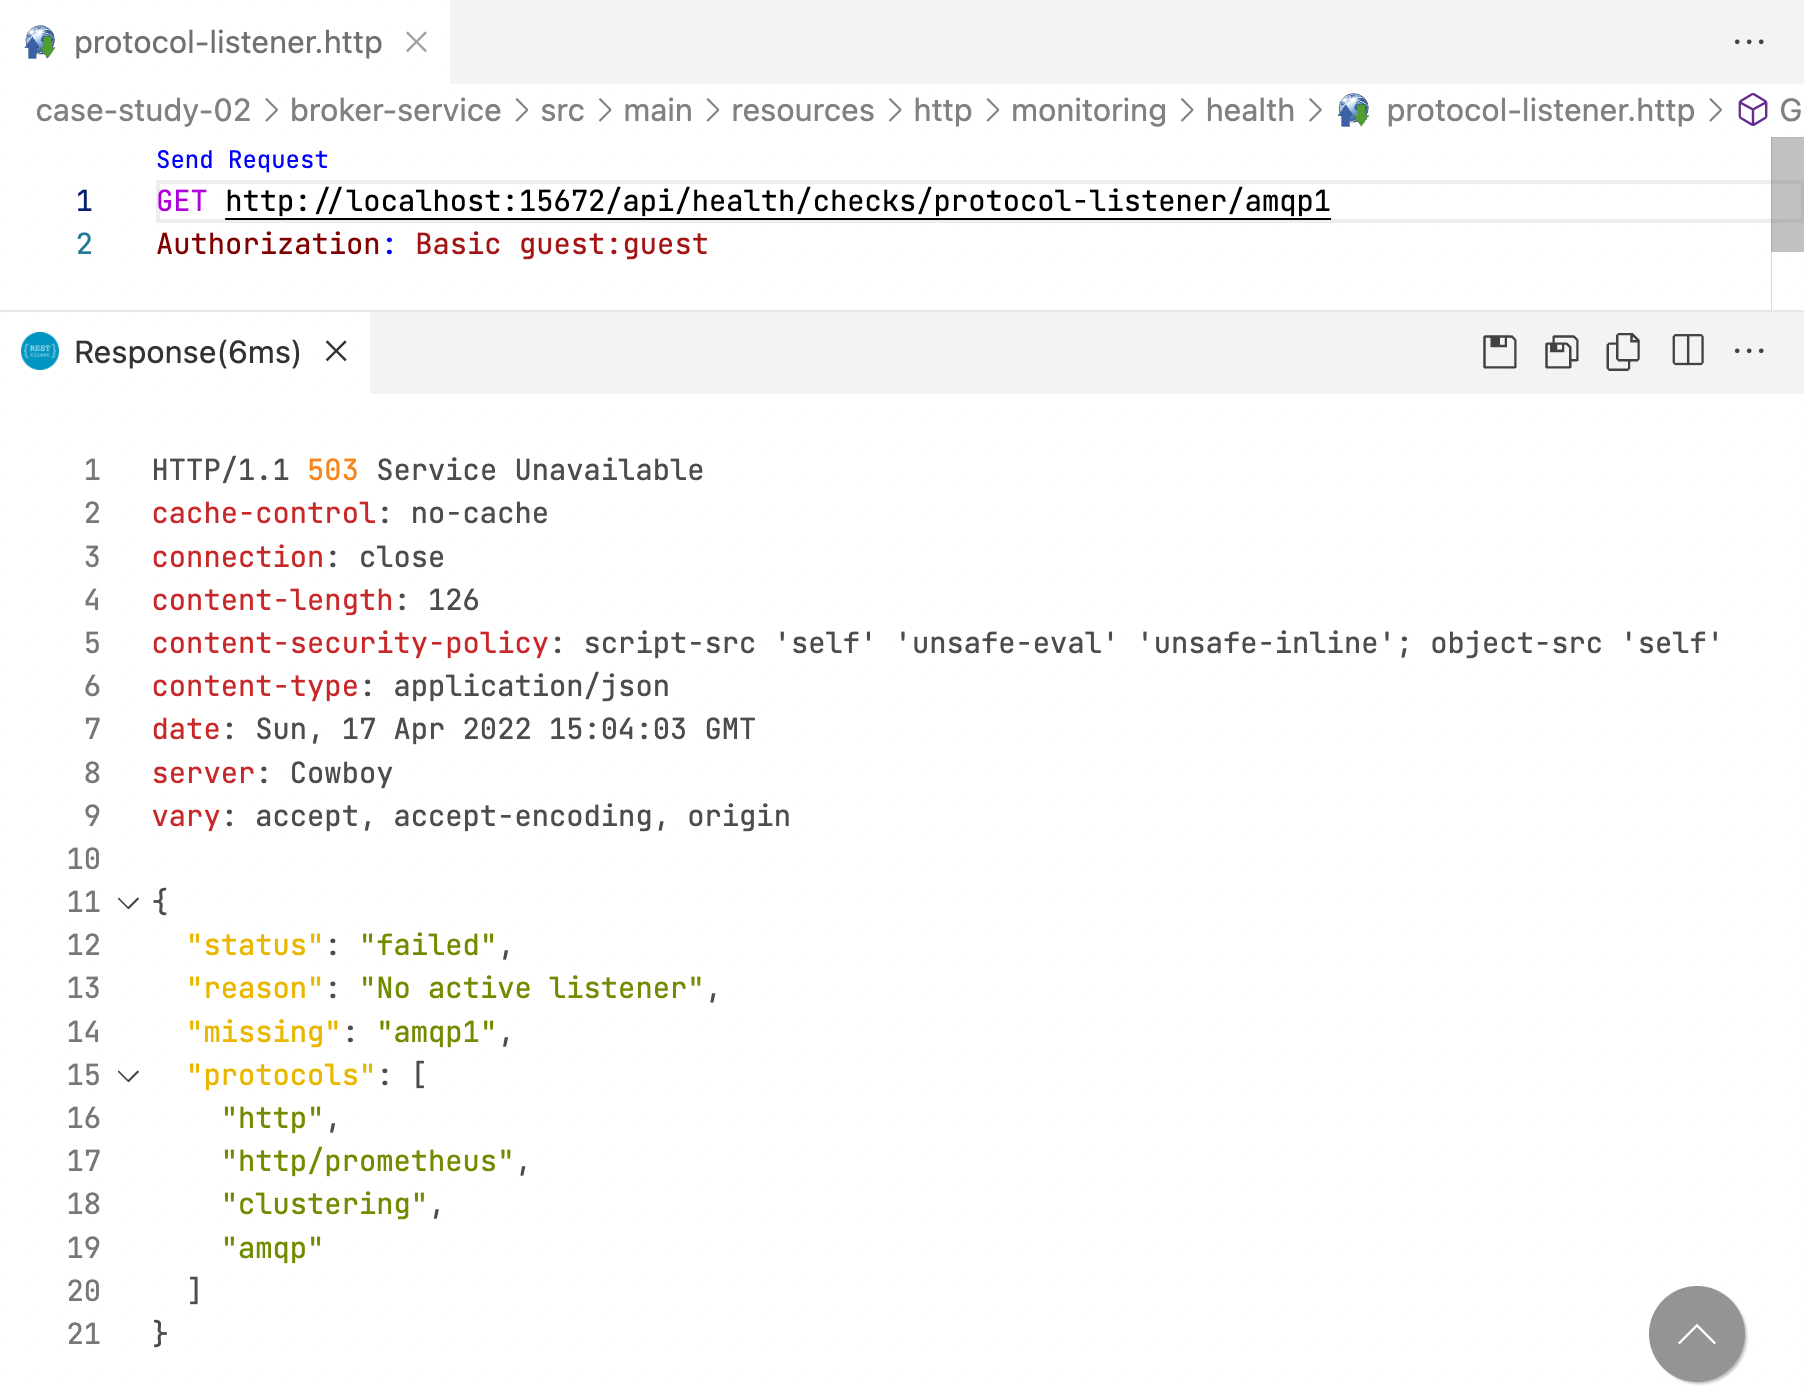 protocol-listener.http
case-study-02 > broker-service > src > main > resources > http > monitoring > health > protocol-listener.http > G
Send Request
1 GET http://localhost:15672/api/health/checks/protocol-listener/amqp1
2 Authorization: Basic guest:guest
{REST} Client Response(6ms)
1 HTTP/1.1 503 Service Unavailable
2 cache-control: no-cache
3 connection: close
4 content-length: 126
5 content-security-policy: script-src 'self' 'unsafe-eval' 'unsafe-inline'; object-src 'self'
6 content-type: application/json
7 date: Sun, 17 Apr 2022 15:04:03 GMT
8 server: Cowboy
9 vary: accept, accept-encoding, origin
10
11 {
12 "status": "failed",
13 "reason": "No active listener",
14 "missing": "amqp1",
15 "protocols": [
16 "http",
17 "http/prometheus",
18 "clustering",
19 "amqp"
20 ]
21 }